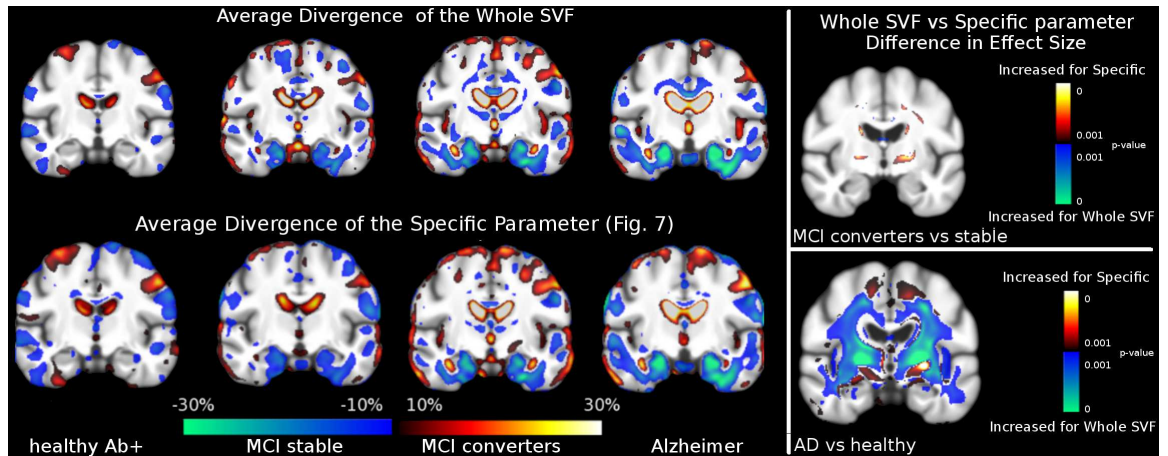 Average Divergence of the Whole SVF
Average Divergence of the Specific Parameter (Fig. 7)
-30%
-10%
10%
30%
healthy Ab+
MCI stable
MCI converters
Alzheimer
Whole SVF vs Specific parameter
Difference in Effect Size
Increased for Specific
0
0.001
p-value
0.001
0
Increased for Whole SVF
MCI converters vs stable
Increased for Specific
0
0.001
p-value
0.001
0
Increased for Whole SVF
AD vs healthy